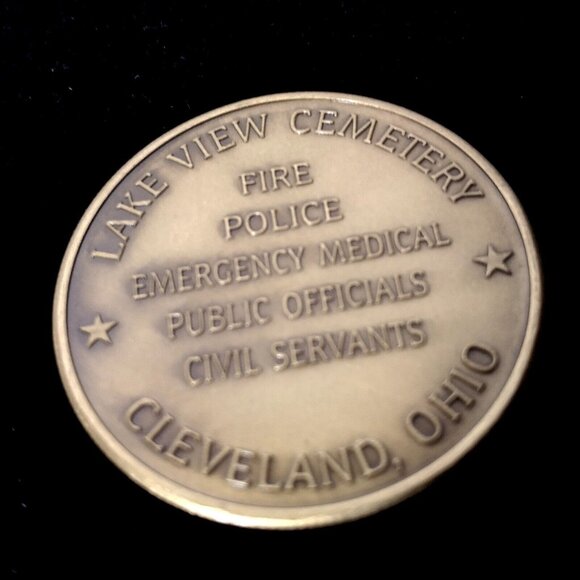 LAKE VIEW CEMETERY
FIRE
POLICE
EMERGENCY MEDICAL
PUBLIC OFFICIALS
CIVIL SERVANTS
CLEVELAND, OHIO